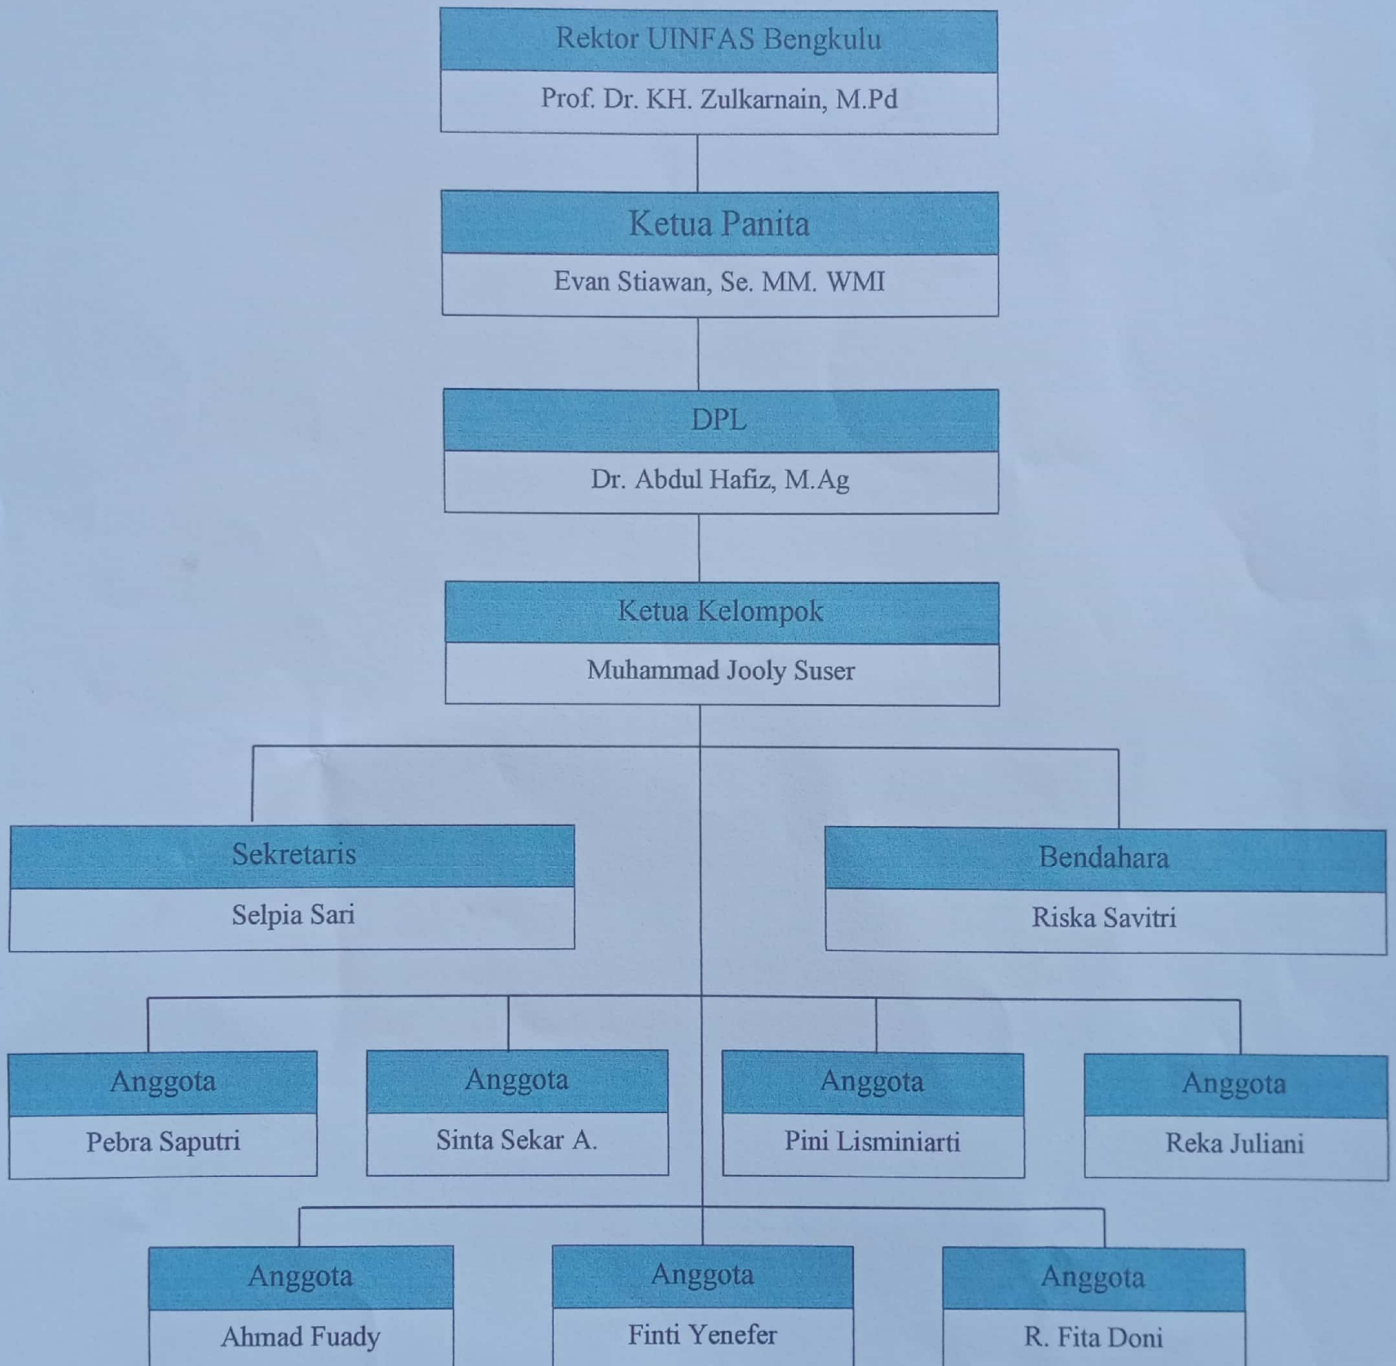 Rektor UINFAS Bengkulu
Prof. Dr. KH. Zulkarnain, M.Pd
Ketua Panita
Evan Stiawan, Se. MM. WMI
DPL
Dr. Abdul Hafiz, M.Ag
Ketua Kelompok
Muhammad Jooly Suser
Sekretaris
Selpia Sari
Bendahara
Riska Savitri
Anggota
Pebra Saputri
Anggota
Sinta Sekar A.
Anggota
Pini Lisminiarti
Anggota
Reka Juliani
Anggota
Ahmad Fuady
Anggota
Finti Yenefer
Anggota
R. Fita Doni